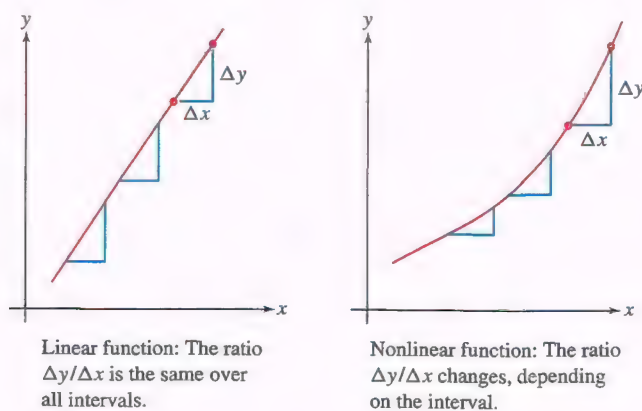 y
Δy
Δx
x
Linear function: The ratio
Δy/Δx is the same over
all intervals.
y
Δy
Δx
x
Nonlinear function: The ratio
Δy/Δx changes, depending
on the interval.